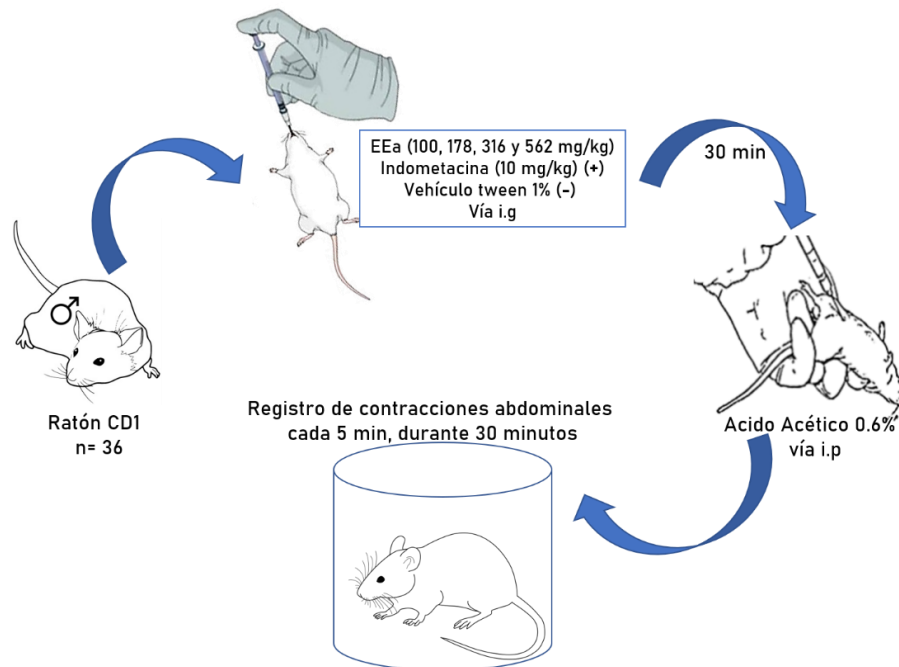 EEa (100, 178, 316 y 562 mg/kg)
Indometacina (10 mg/kg) (+)
Vehículo tween 1% (-)
Vía i.g
30 min
Ratón CD1
n= 36
Acido Acético 0.6%
vía i.p
Registro de contracciones abdominales
cada 5 min, durante 30 minutos